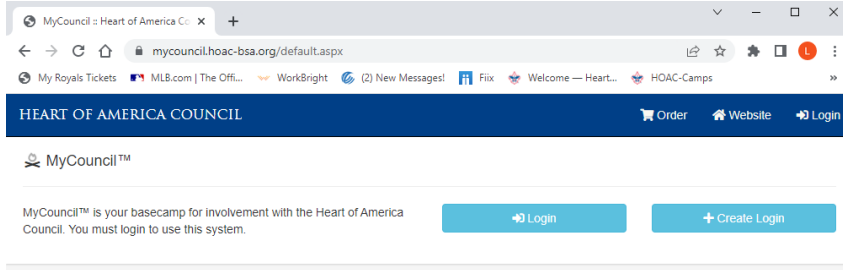 MyCouncil :: Heart of America Co
mycouncil.hoac-bsa.org/default.aspx
L
My Royals Tickets MLB.com | The Offi... WorkBright (2) New Messages! Fiix Welcome — Heart... HOAC-Camps »
HEART OF AMERICA COUNCIL Order Website Login
MyCouncil™
MyCouncil™ is your basecamp for involvement with the Heart of America
Council. You must login to use this system.
Login
Create Login